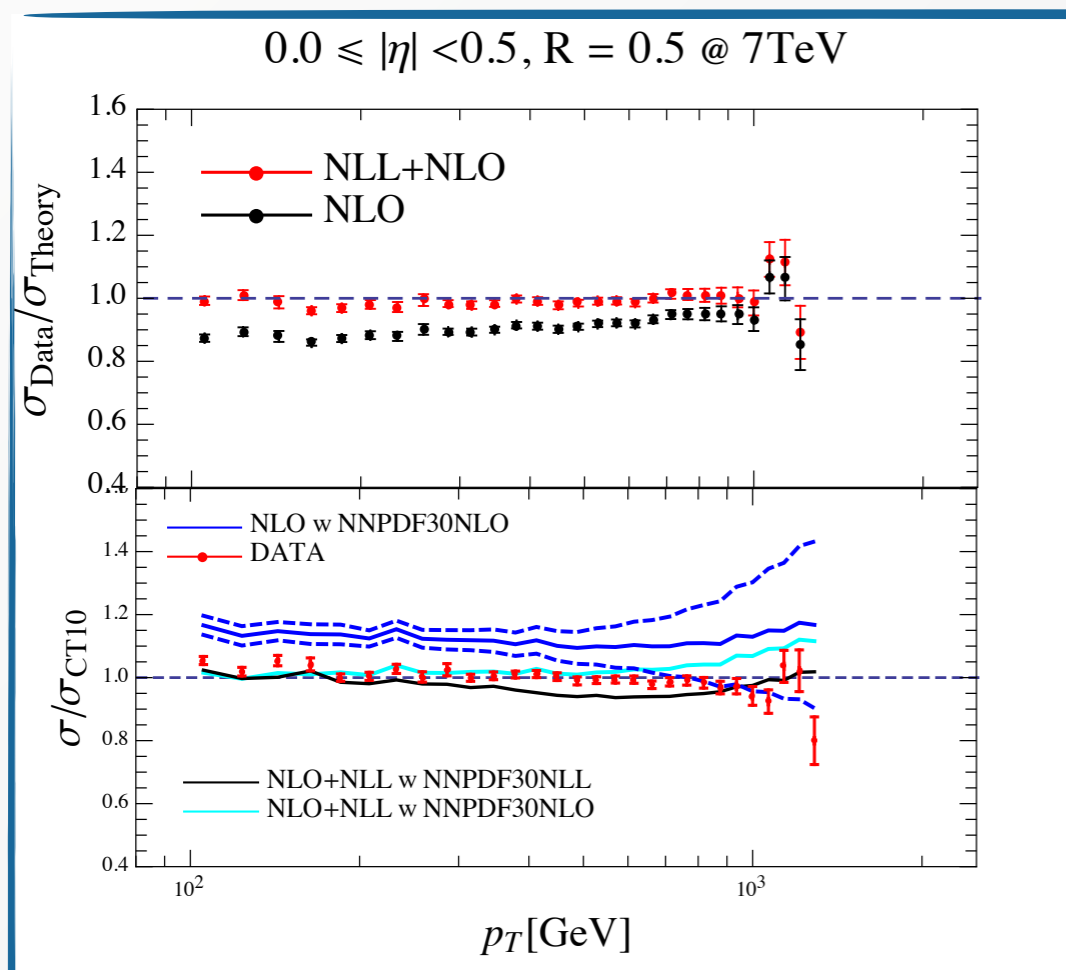 0.0 ⩽ |η| <0.5, R = 0.5 @ 7TeV
1.6
1.4
1.2
1.0
0.8
0.6
0.4
σData/σTheory
NLL+NLO
NLO
1.4
1.2
1.0
0.8
0.6
0.4
σ/σCT10
NLO w NNPDF30NLO
DATA
NLO+NLL w NNPDF30NLL
NLO+NLL w NNPDF30NLO
10² 10³
pT[GeV]